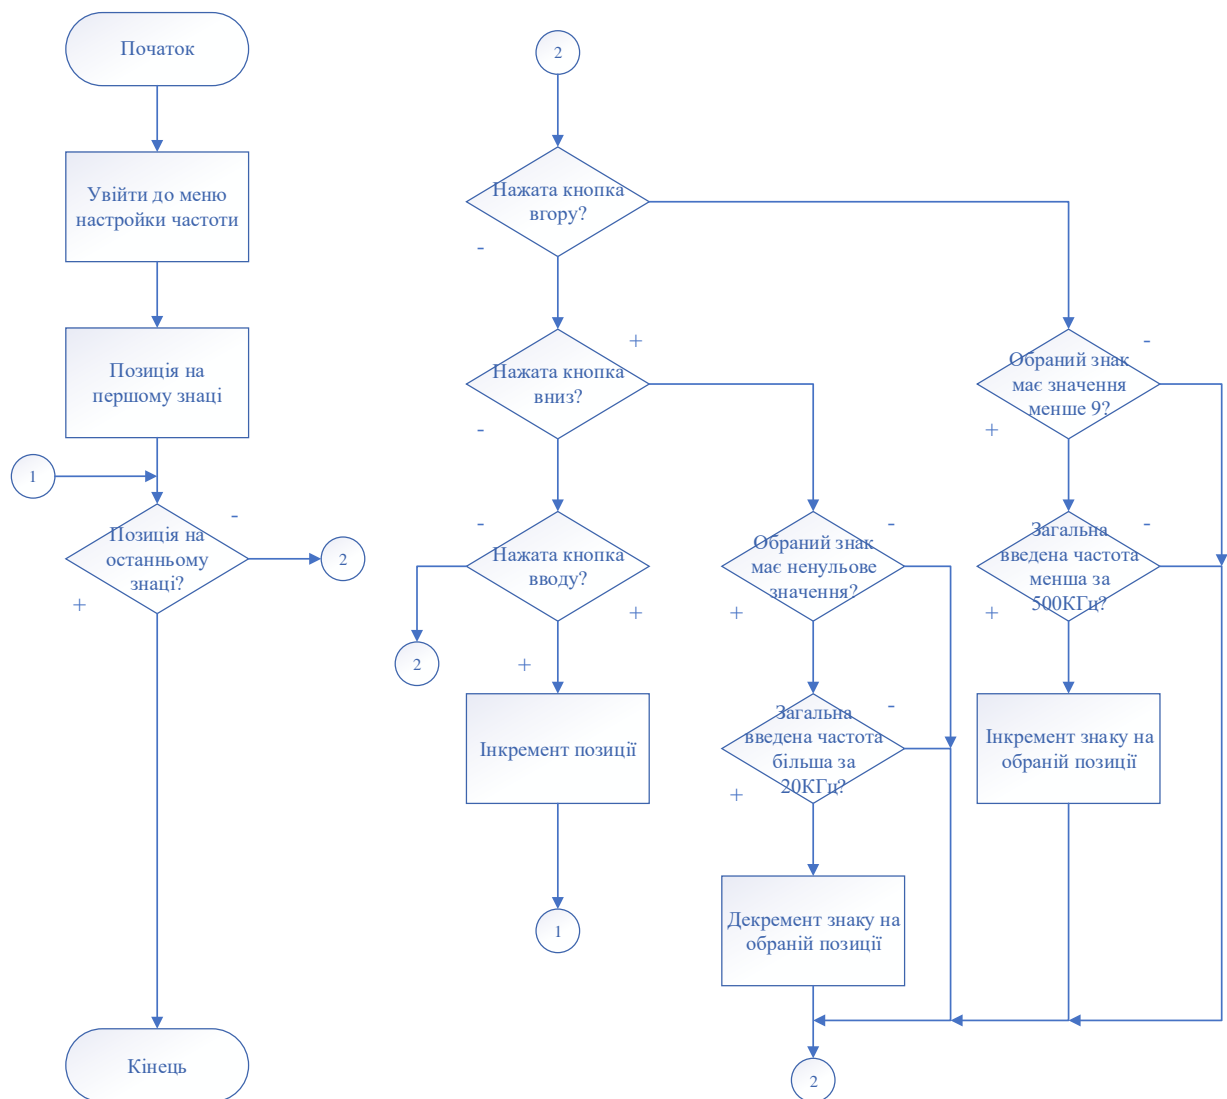 Початок
Увійти до меню
настройки частоти
Позиція на
першому знаці
1
Позиція на
останньому
знаці?
-
+
2
Кінець
2
Нажата кнопка
вгору?
-
+
Нажата кнопка
вниз?
-
-
Нажата кнопка
вводу?
+
2
+
Інкремент позиції
1
Обраний знак
має ненульове
значення?
-
+
Загальна
введена частота
більша за
20КГц?
-
+
Декремент знаку на
обраній позиції
2
Обраний знак
має значення
менше 9?
-
+
Загальна
введена частота
менша за
500КГц?
-
+
Інкремент знаку на
обраній позиції